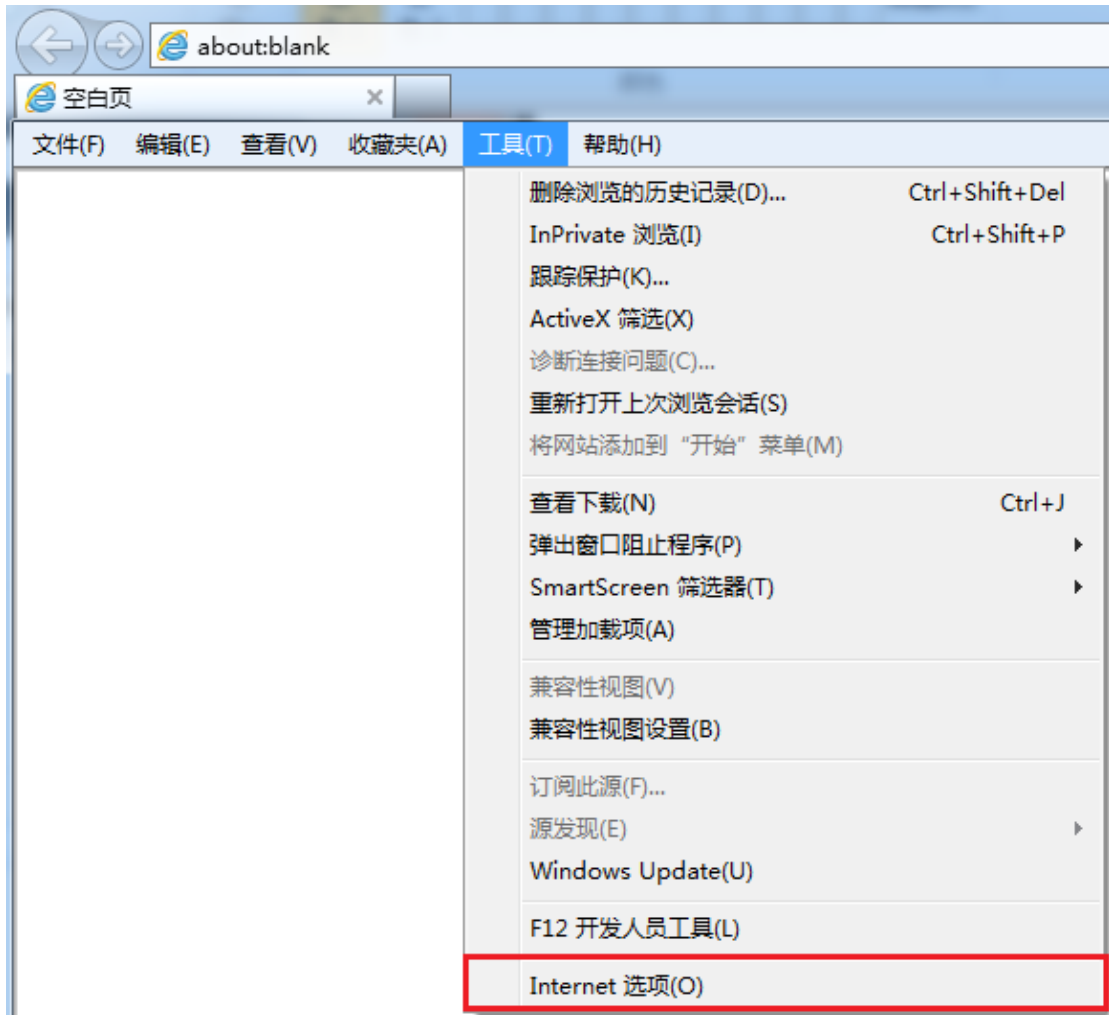 about:blank
空白页
文件(F) 编辑(E) 查看(V) 收藏夹(A) 工具(T) 帮助(H)
删除浏览的历史记录(D)... Ctrl+Shift+Del
InPrivate 浏览(I) Ctrl+Shift+P
跟踪保护(K)...
ActiveX 筛选(X)
诊断连接问题(C)...
重新打开上次浏览会话(S)
将网站添加到“开始”菜单(M)
查看下载(N) Ctrl+J
弹出窗口阻止程序(P)
SmartScreen 筛选器(T)
管理加载项(A)
兼容性视图(V)
兼容性视图设置(B)
订阅此源(F)...
源发现(E)
Windows Update(U)
F12 开发人员工具(L)
Internet 选项(O)